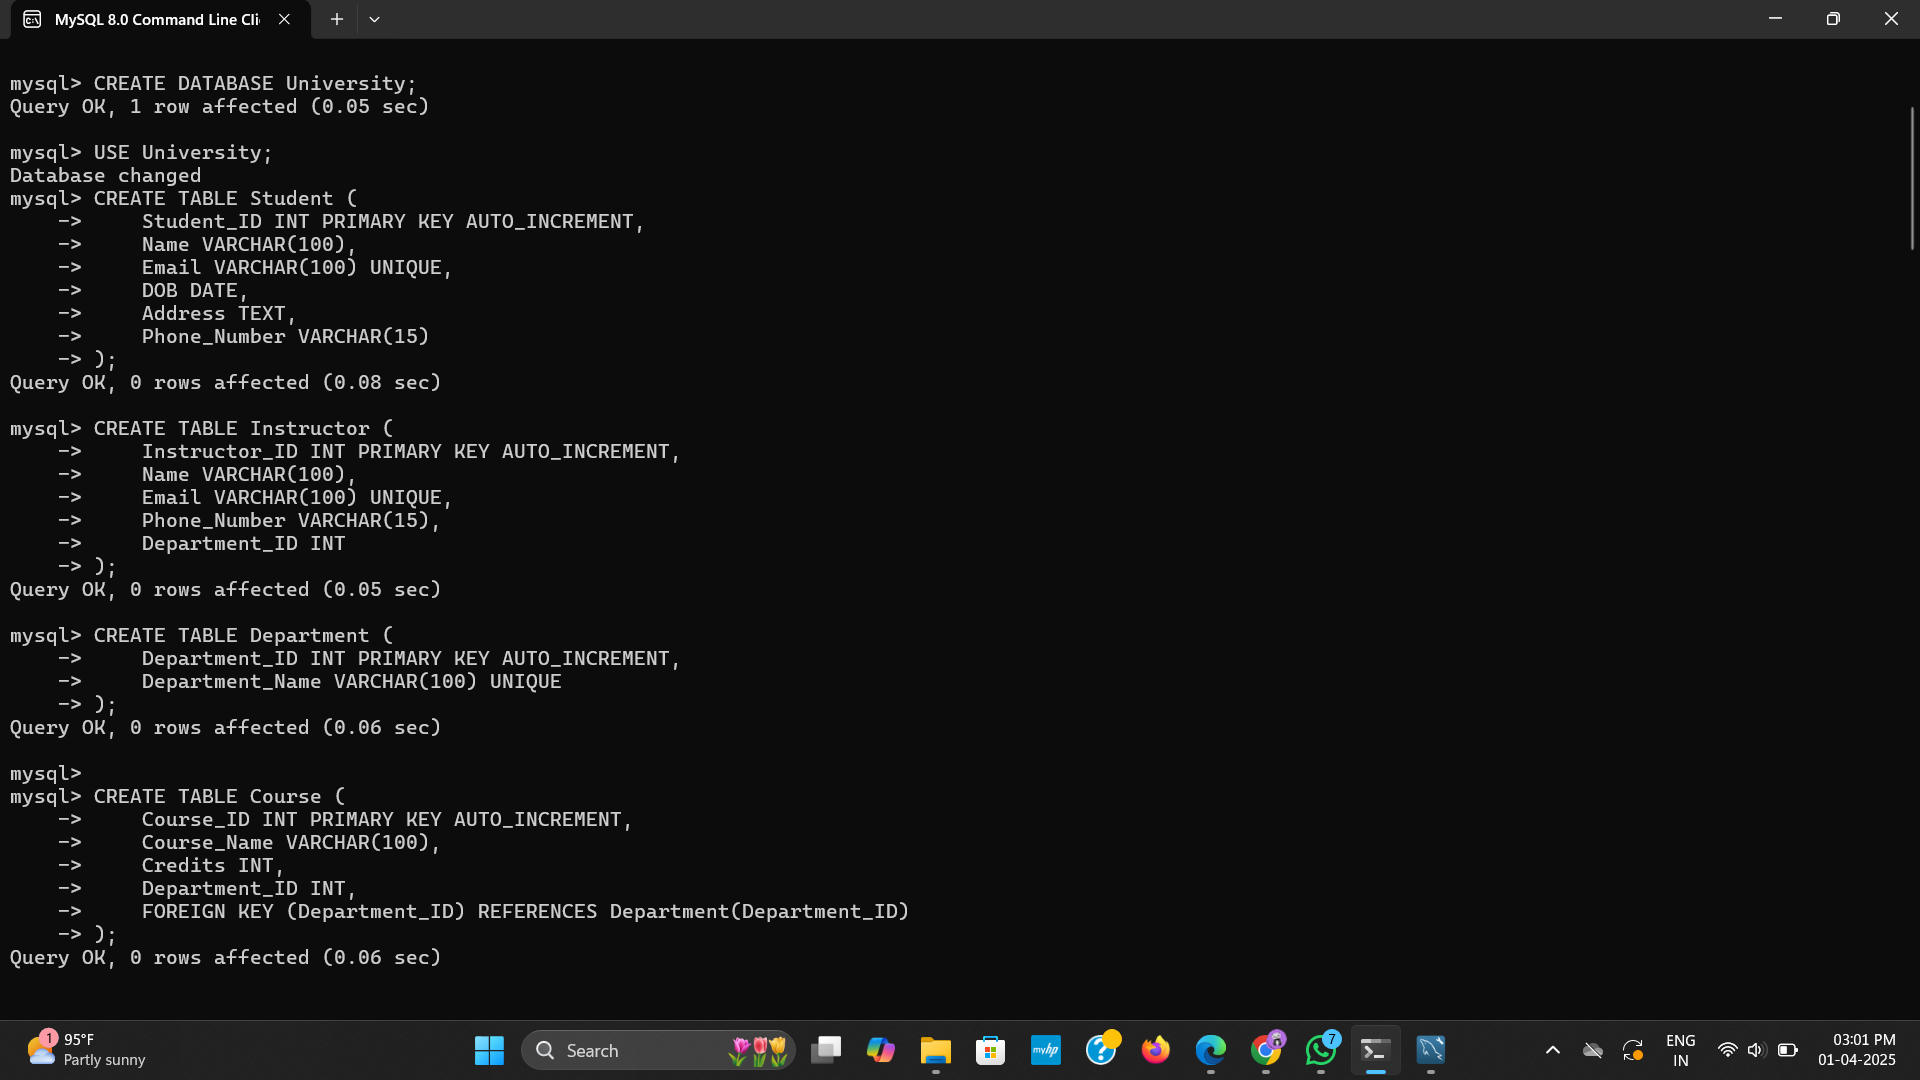 MySQL 8.0 Command Line Cli
mysql> CREATE DATABASE University;
Query OK, 1 row affected (0.05 sec)
mysql> USE University;
Database changed
mysql> CREATE TABLE Student (
    ->     Student_ID INT PRIMARY KEY AUTO_INCREMENT,
    ->     Name VARCHAR(100),
    ->     Email VARCHAR(100) UNIQUE,
    ->     DOB DATE,
    ->     Address TEXT,
    ->     Phone_Number VARCHAR(15)
    -> );
Query OK, 0 rows affected (0.08 sec)
mysql> CREATE TABLE Instructor (
    ->     Instructor_ID INT PRIMARY KEY AUTO_INCREMENT,
    ->     Name VARCHAR(100),
    ->     Email VARCHAR(100) UNIQUE,
    ->     Phone_Number VARCHAR(15),
    ->     Department_ID INT
    -> );
Query OK, 0 rows affected (0.05 sec)
mysql> CREATE TABLE Department (
    ->     Department_ID INT PRIMARY KEY AUTO_INCREMENT,
    ->     Department_Name VARCHAR(100) UNIQUE
    -> );
Query OK, 0 rows affected (0.06 sec)
mysql>
mysql> CREATE TABLE Course (
    ->     Course_ID INT PRIMARY KEY AUTO_INCREMENT,
    ->     Course_Name VARCHAR(100),
    ->     Credits INT,
    ->     Department_ID INT,
    ->     FOREIGN KEY (Department_ID) REFERENCES Department(Department_ID)
    -> );
Query OK, 0 rows affected (0.06 sec)
1
95°F
Partly sunny
Search
myhp
7
ENG
IN
03:01 PM
01-04-2025